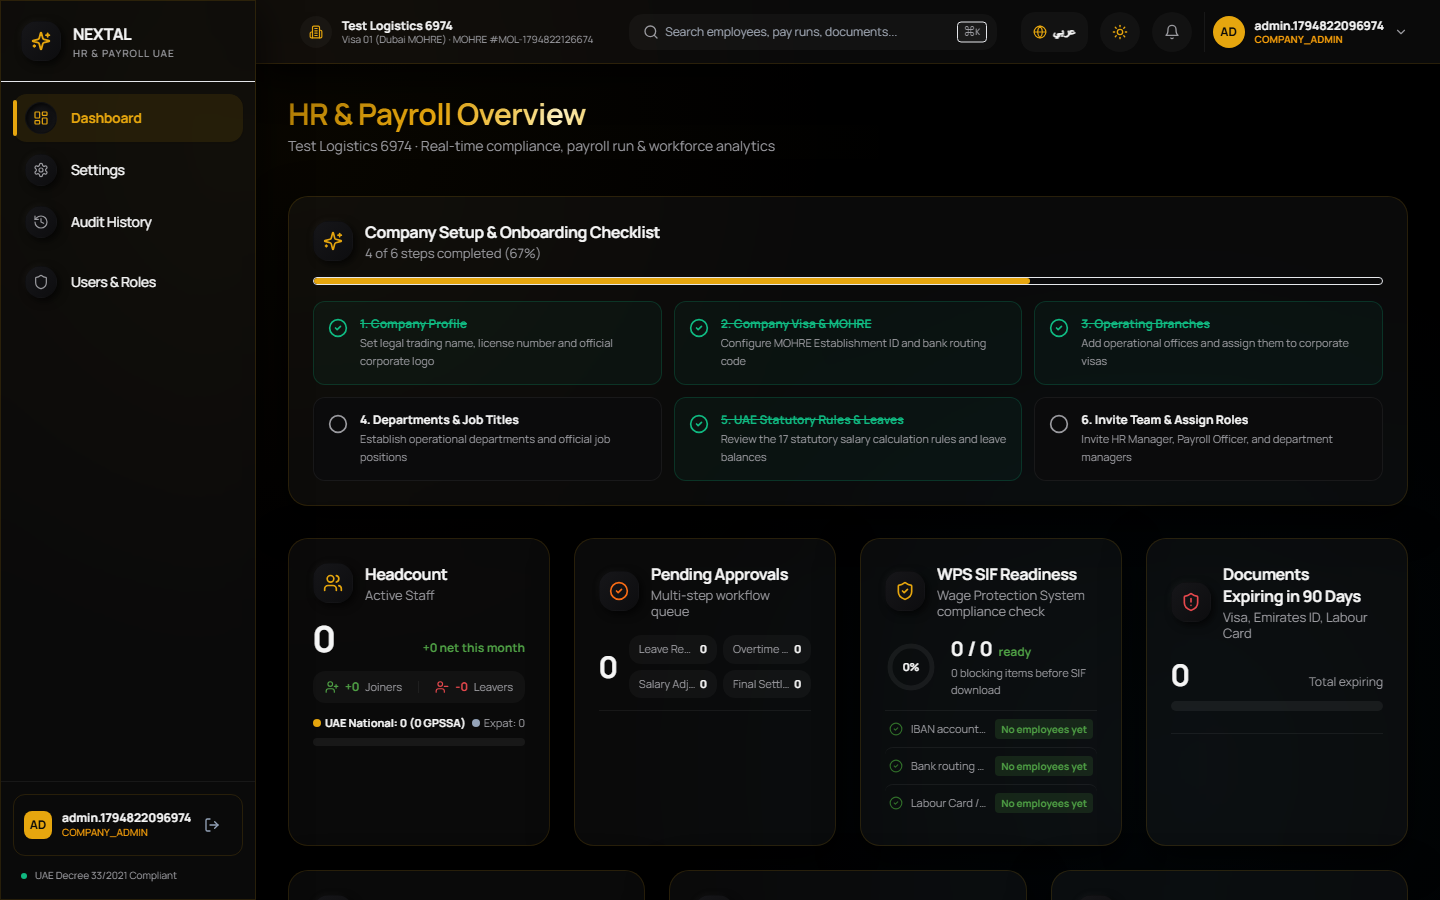 NEXTAL
HR & PAYROLL UAE
Dashboard
Settings
Audit History
Users & Roles
AD
admin.1794822096974
COMPANY_ADMIN
UAE Decree 33/2021 Compliant
Test Logistics 6974
Visa 01 (Dubai MOHRE) · MOHRE #MOL-1794822126674
Search employees, pay runs, documents...
⌘K
عربي
AD
admin.1794822096974
COMPANY_ADMIN
HR & Payroll Overview
Test Logistics 6974 · Real-time compliance, payroll run & workforce analytics
Company Setup & Onboarding Checklist
4 of 6 steps completed (67%)
1. Company Profile
Set legal trading name, license number and official
corporate logo
2. Company Visa & MOHRE
Configure MOHRE Establishment ID and bank routing
code
3. Operating Branches
Add operational offices and assign them to corporate
visas
4. Departments & Job Titles
Establish operational departments and official job
positions
5. UAE Statutory Rules & Leaves
Review the 17 statutory salary calculation rules and leave
balances
6. Invite Team & Assign Roles
Invite HR Manager, Payroll Officer, and department
managers
Headcount
Active Staff
0
+0 net this month
+0 Joiners
-0 Leavers
UAE National: 0 (0 GPSSA)
Expat: 0
Pending Approvals
Multi-step workflow
queue
0
Leave Re... 0
Overtime ... 0
Salary Adj... 0
Final Settl... 0
WPS SIF Readiness
Wage Protection System
compliance check
0%
0 / 0 ready
0 blocking items before SIF
download
IBAN account... No employees yet
Bank routing ... No employees yet
Labour Card /... No employees yet
Documents
Expiring in 90 Days
Visa, Emirates ID, Labour
Card
0
Total expiring